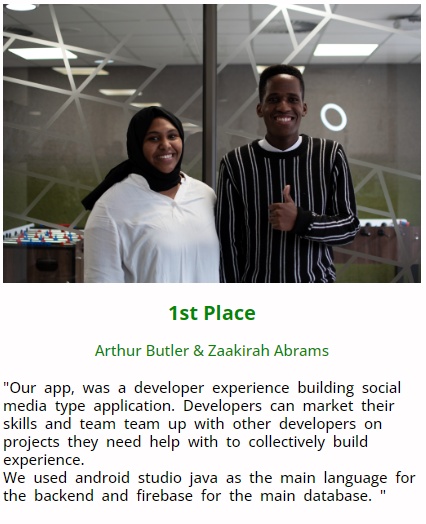 1st Place
Arthur Butler & Zaakirah Abrams
"Our app, was a developer experience building social
media type application. Developers can market their
skills and team team up with other developers on
projects they need help with to collectively build
experience.
We used android studio java as the main language for
the backend and firebase for the main database. "